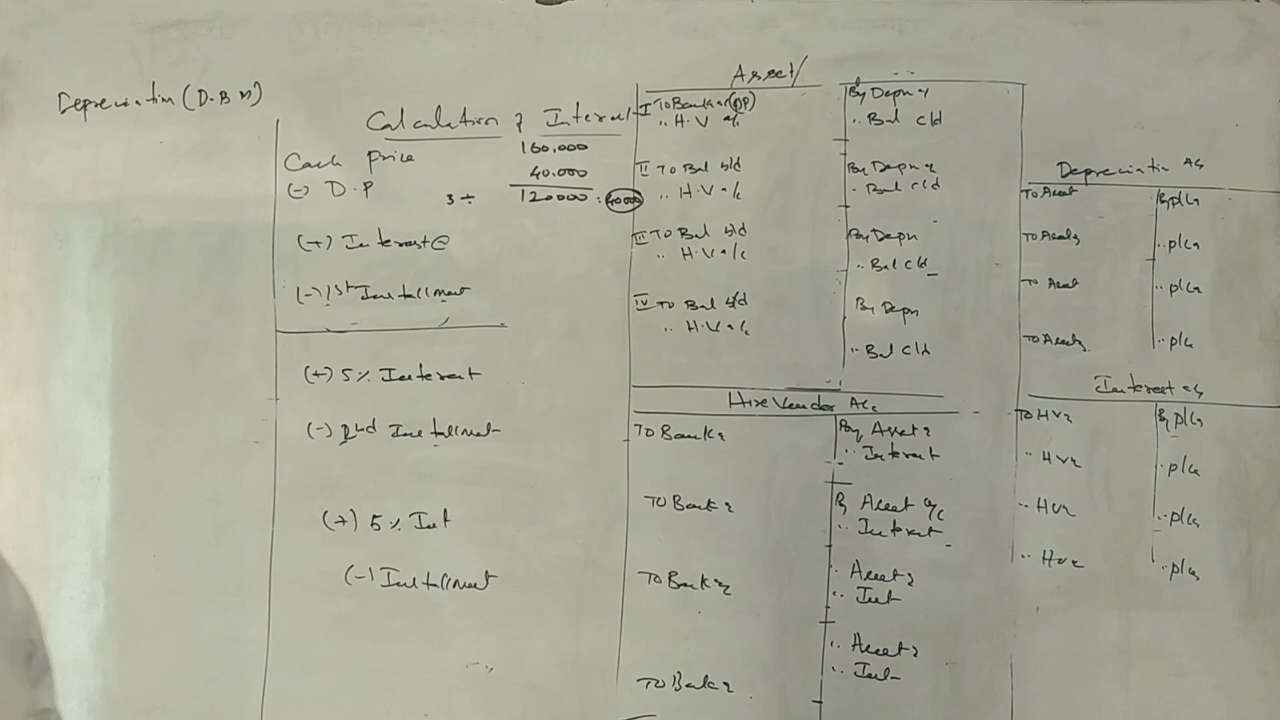 Depreciation (D.B.M)
Calculation of Interest
Cash price 160,000
(-) D.P 40.000
3 ÷ 120000 : 40000
(+) Interest @
(-) 1st Installment
(+) 5% Interest
(-) 2nd Installment
(+) 5% Int
(-) Installment
Asset
I To Bank a/c (DP) By Depn
,, H.V a/c ,, Bal c/d
II To Bal b/d By Depn
,, H.V a/c ,, Bal c/d
III To Bal b/d By Depn
,, H.V a/c ,, Bal c/d
IV To Bal b/d By Depn
,, H.V a/c
,, Bal c/d
Hire Vendor A/c
To Bank By Asset
,, Interest
To Bank By Asset a/c
,, Interest
To Bank ,, Asset
,, Int
,, Asset
To Bank ,, Int
Depreciation A/c
To Asset By P/L
To Asset ,, P/L
To Asset ,, P/L
To Asset ,, P/L
Interest a/c
To HV By P/L
,, HV ,, P/L
,, HV ,, P/L
,, HV ,, P/L